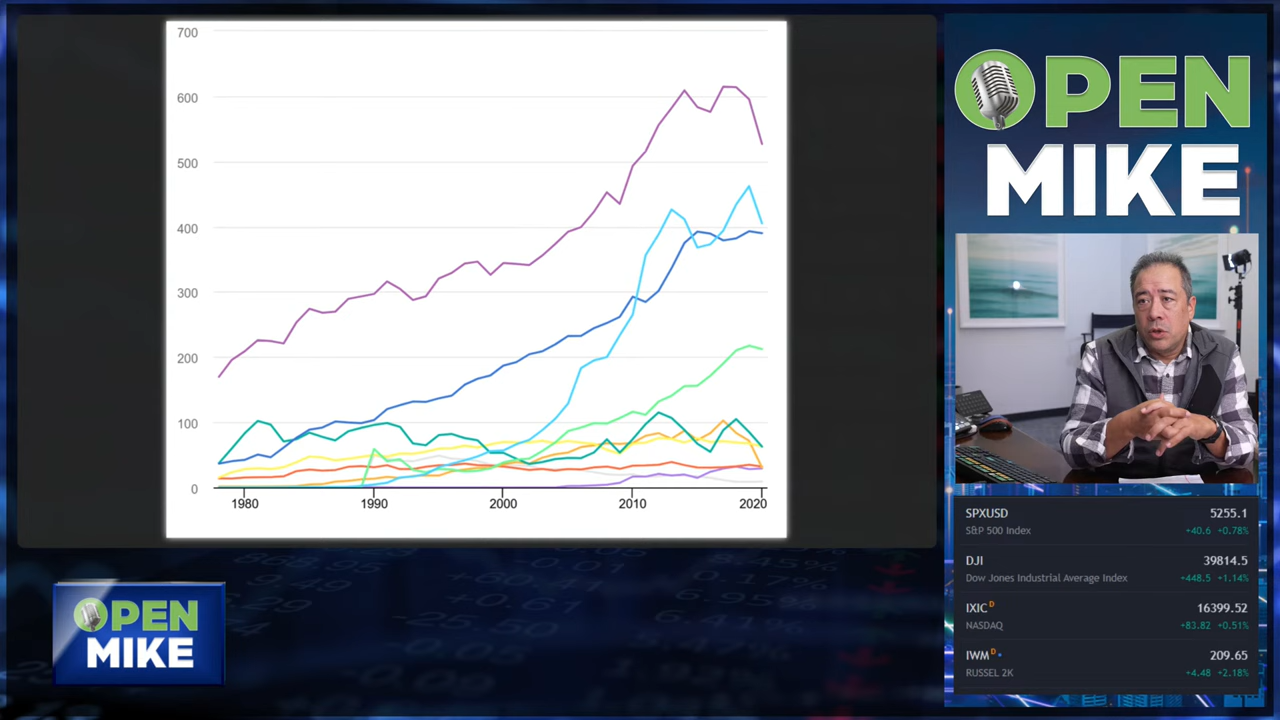 700
600
500
400
300
200
100
0
1980 1990 2000 2010 2020
OPEN
MIKE
OPEN
MIKE
SPXUSD 5255.1
S&P 500 Index +40.6 +0.78%
DJI 39814.5
Dow Jones Industrial Average Index +448.5 +1.14%
IXIC D 16399.52
NASDAQ +83.82 +0.51%
IWM D 209.65
RUSSEL 2K +4.48 +2.18%